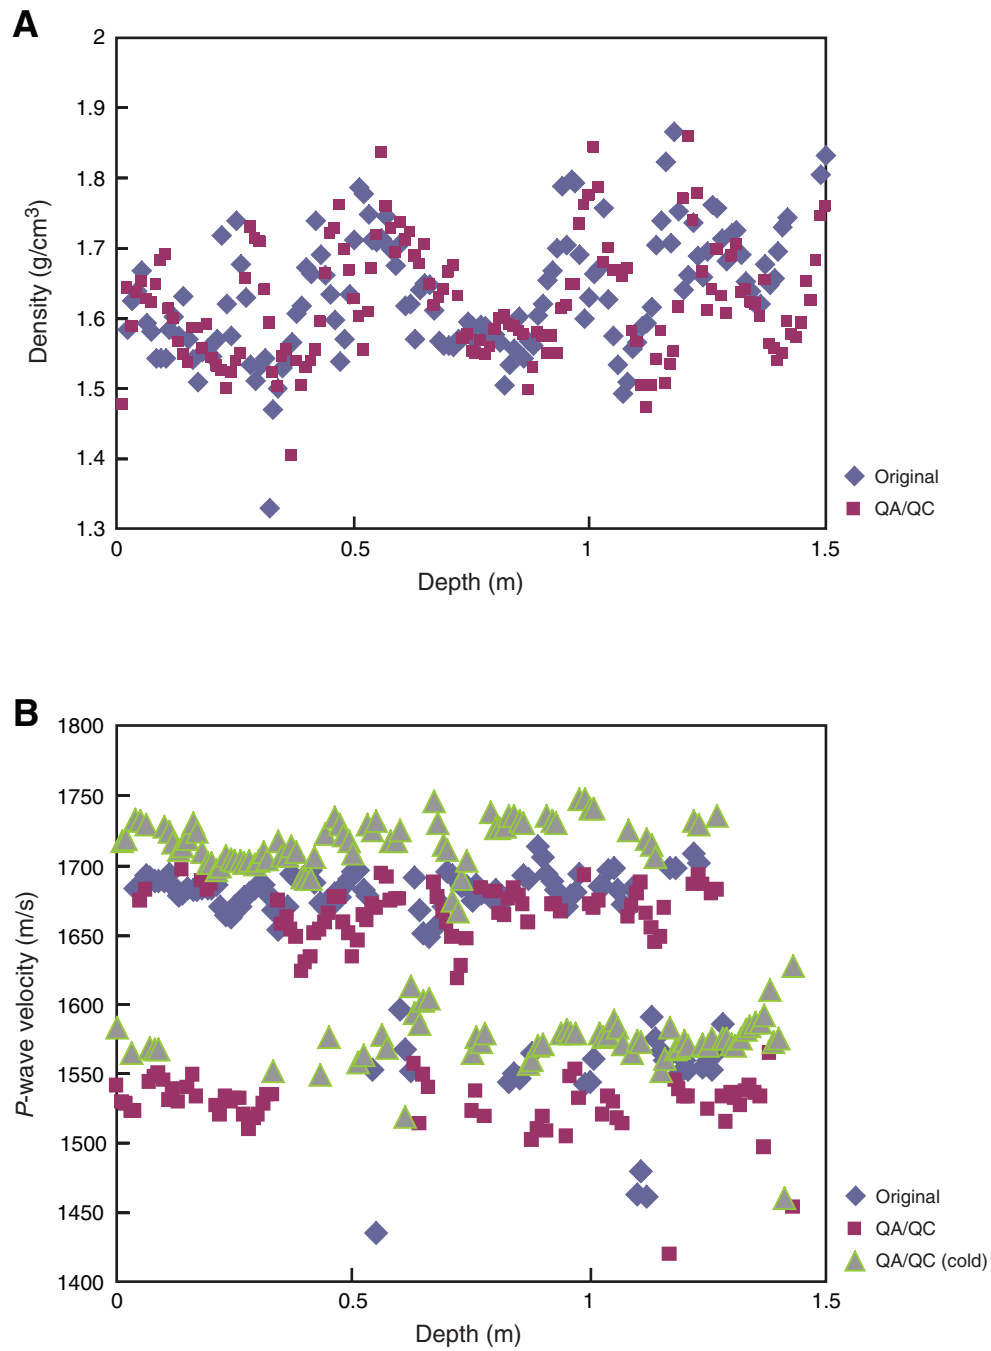 A
2
1.9
1.8
1.7
1.6
1.5
1.4
1.3
Density (g/cm³)
0
0.5
1
1.5
Depth (m)
Original
QA/QC
B
1800
1750
1700
1650
1600
1550
1500
1450
1400
P-wave velocity (m/s)
0
0.5
1
1.5
Depth (m)
Original
QA/QC
QA/QC (cold)